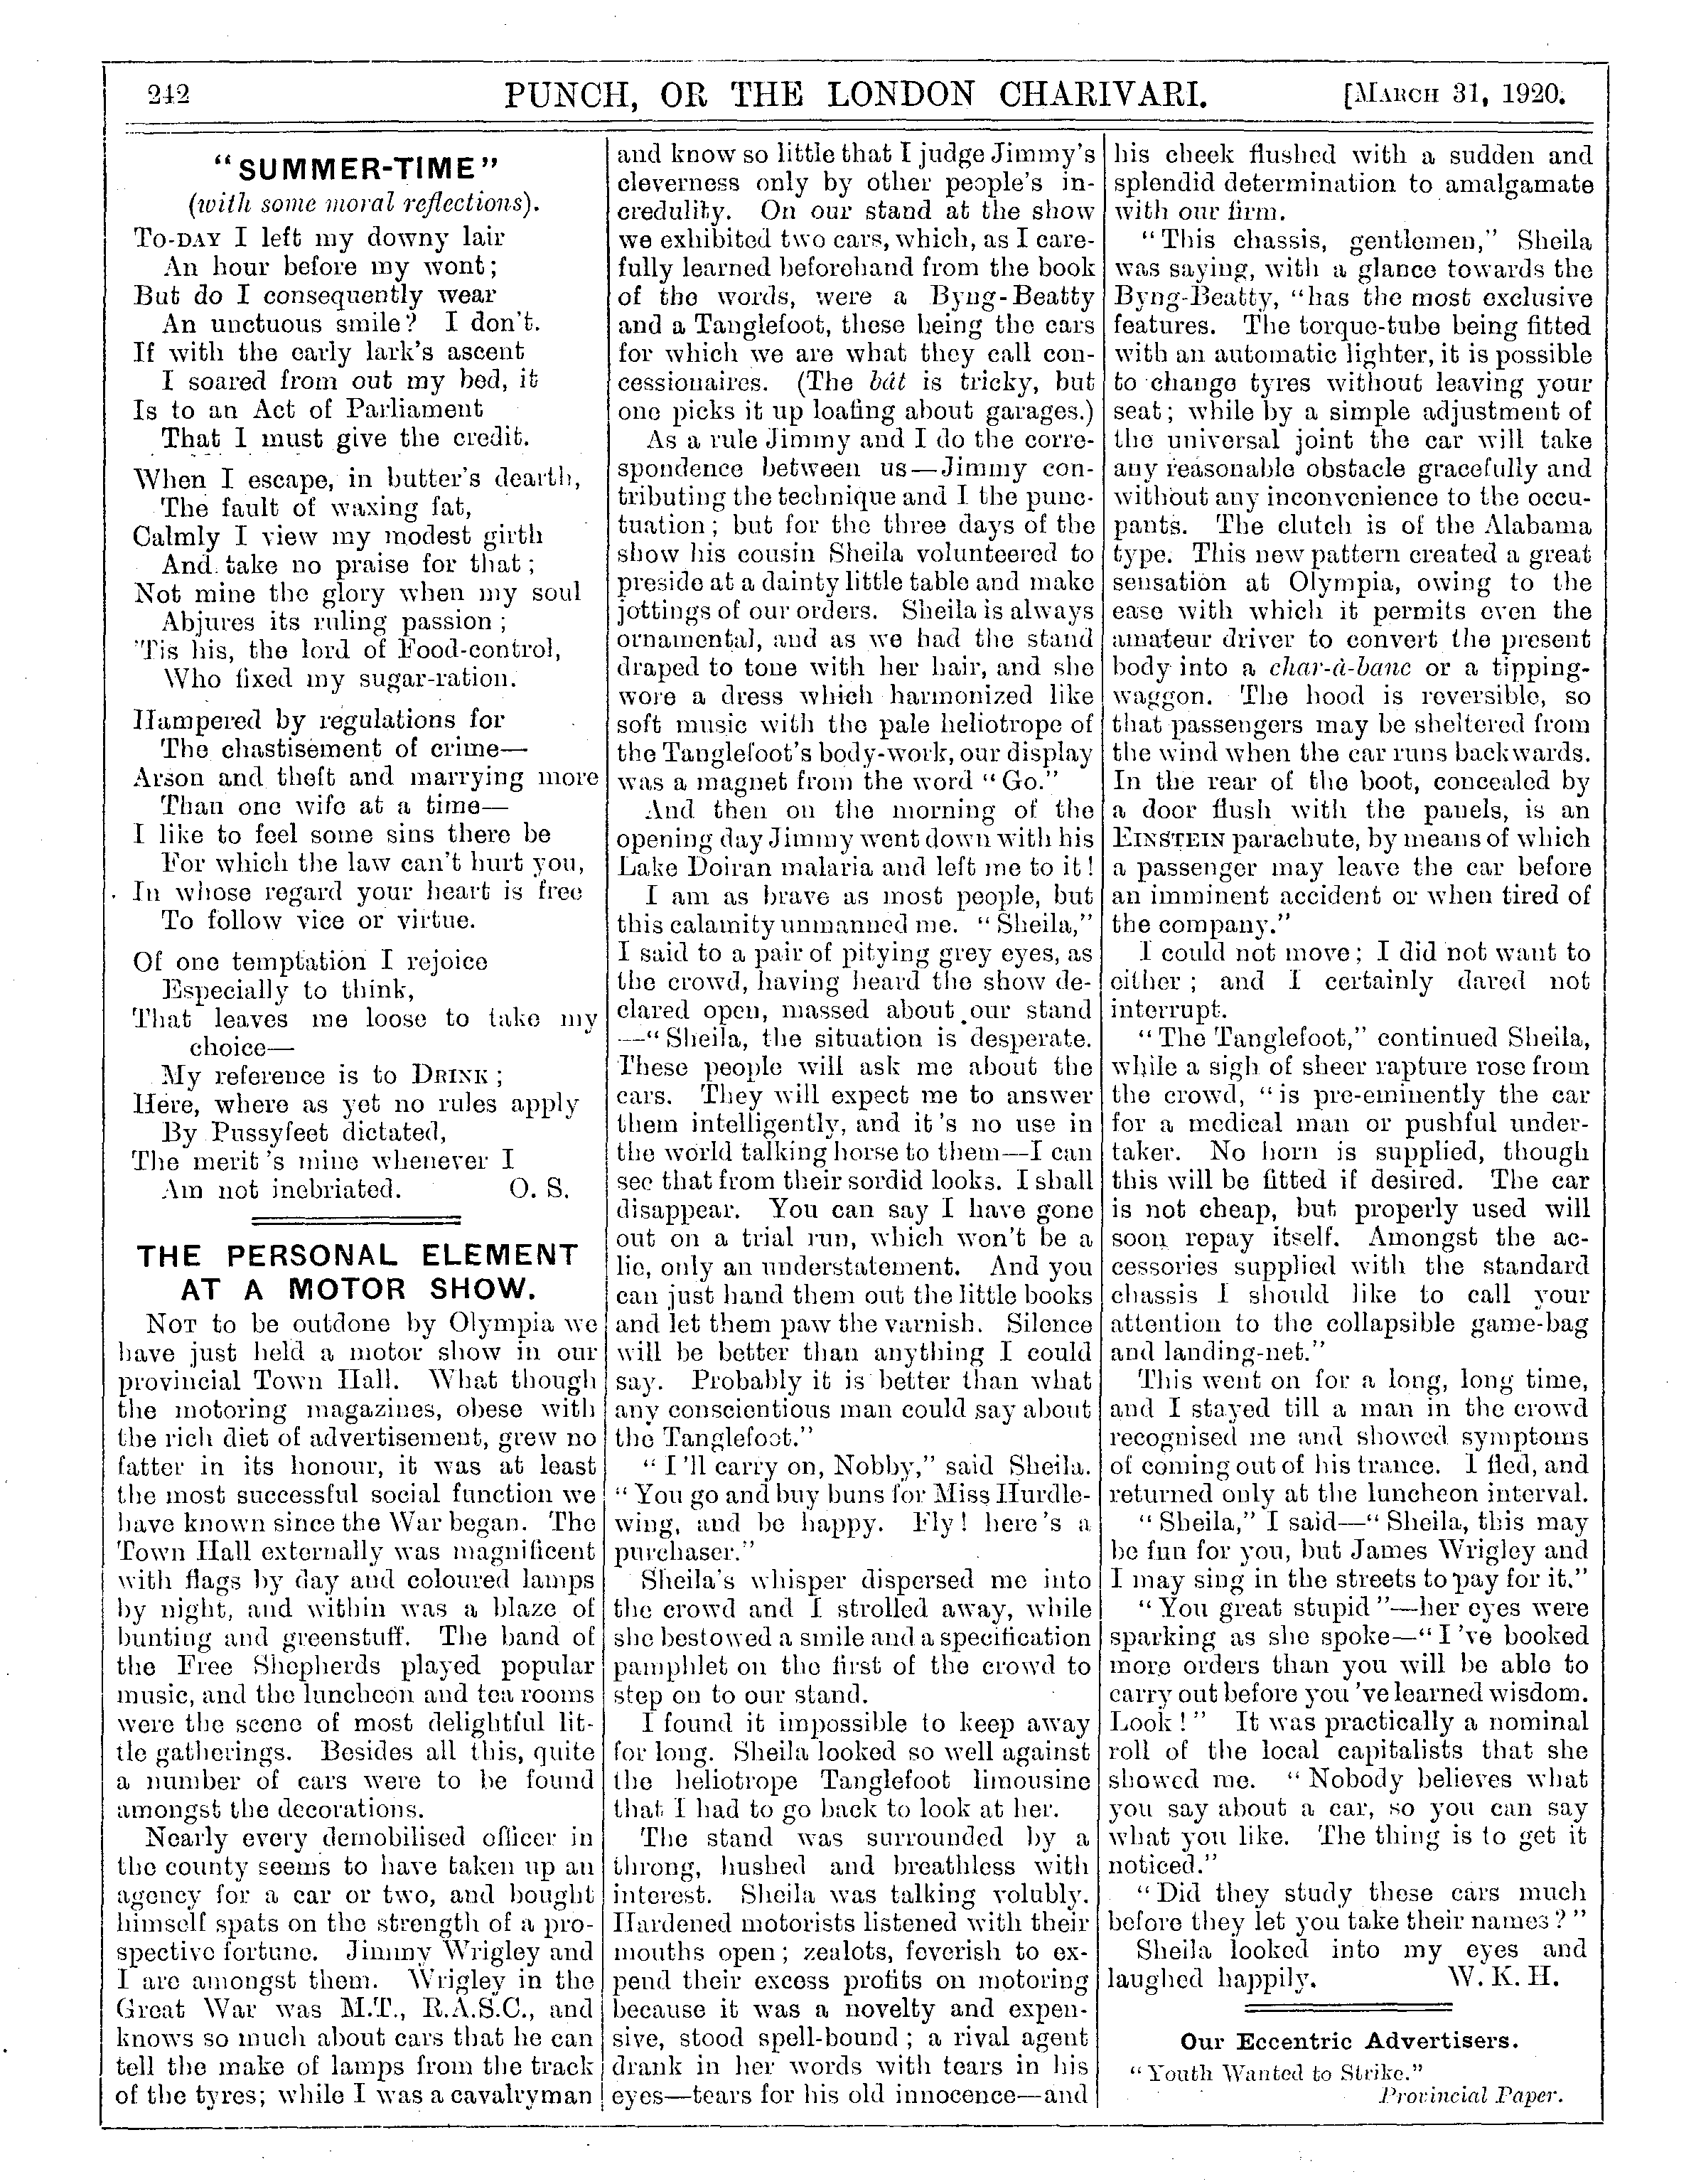 242
PUNCH, OR THE LONDON CHARIVARI.
[MARCH 31, 1920.
"SUMMER-TIME"
(with some moral reflections).
TO-DAY I left my downy lair
An hour before my wont;
But do I consequently wear
An unctuous smile? I don't.
If with the early lark's ascent
I soared from out my bed, it
Is to an Act of Parliament
That I must give the credit.
When I escape, in butter's dearth,
The fault of waxing fat,
Calmly I view my modest girth
And take no praise for that;
Not mine the glory when my soul
Abjures its ruling passion;
'Tis his, the lord of Food-control,
Who fixed my sugar-ration.
Hampered by regulations for
The chastisement of crime—
Arson and theft and marrying more
Than one wife at a time—
I like to feel some sins there be
For which the law can't hurt you,
In whose regard your heart is free
To follow vice or virtue.
Of one temptation I rejoice
Especially to think,
That leaves me loose to take my
choice—
My reference is to DRINK;
Here, where as yet no rules apply
By Pussyfeet dictated,
The merit's mine whenever I
Am not inebriated. O. S.
THE PERSONAL ELEMENT
AT A MOTOR SHOW.
NOT to be outdone by Olympia we
have just held a motor show in our
provincial Town Hall. What though
the motoring magazines, obese with
the rich diet of advertisement, grew no
fatter in its honour, it was at least
the most successful social function we
have known since the War began. The
Town Hall externally was magnificent
with flags by day and coloured lamps
by night, and within was a blaze of
bunting and greenstuff. The band of
the Free Shepherds played popular
music, and the luncheon and tea rooms
were the scene of most delightful lit-
tle gatherings. Besides all this, quite
a number of cars were to be found
amongst the decorations.
Nearly every demobilised officer in
the county seems to have taken up an
agency for a car or two, and bought
himself spats on the strength of a pro-
spective fortune. Jimmy Wrigley and
I are amongst them. Wrigley in the
Great War was M.T., R.A.S.C., and
knows so much about cars that he can
tell the make of lamps from the track
of the tyres; while I was a cavalryman
and know so little that I judge Jimmy's
cleverness only by other people's in-
credulity. On our stand at the show
we exhibited two cars, which, as I care-
fully learned beforehand from the book
of the words, were a Byng-Beatty
and a Tanglefoot, these being the cars
for which we are what they call con-
cessionaires. (The bât is tricky, but
one picks it up loafing about garages.)
As a rule Jimmy and I do the corre-
spondence between us—Jimmy con-
tributing the technique and I the punc-
tuation; but for the three days of the
show his cousin Sheila volunteered to
preside at a dainty little table and make
jottings of our orders. Sheila is always
ornamental, and as we had the stand
draped to tone with her hair, and she
wore a dress which harmonized like
soft music with the pale heliotrope of
the Tanglefoot's body-work, our display
was a magnet from the word "Go."
And then on the morning of the
opening day Jimmy went down with his
Lake Doiran malaria and left me to it!
I am as brave as most people, but
this calamity unmanned me. "Sheila,"
I said to a pair of pitying grey eyes, as
the crowd, having heard the show de-
clared open, massed about our stand
—"Sheila, the situation is desperate.
These people will ask me about the
cars. They will expect me to answer
them intelligently, and it's no use in
the world talking horse to them—I can
see that from their sordid looks. I shall
disappear. You can say I have gone
out on a trial run, which won't be a
lie, only an understatement. And you
can just hand them out the little books
and let them paw the varnish. Silence
will be better than anything I could
say. Probably it is better than what
any conscientious man could say about
the Tanglefoot."
"I'll carry on, Nobby," said Sheila.
"You go and buy buns for Miss Hurdle-
wing, and be happy. Fly! here's a
purchaser."
Sheila's whisper dispersed me into
the crowd and I strolled away, while
she bestowed a smile and a specification
pamphlet on the first of the crowd to
step on to our stand.
I found it impossible to keep away
for long. Sheila looked so well against
the heliotrope Tanglefoot limousine
that I had to go back to look at her.
The stand was surrounded by a
throng, hushed and breathless with
interest. Sheila was talking volubly.
Hardened motorists listened with their
mouths open; zealots, feverish to ex-
pend their excess profits on motoring
because it was a novelty and expen-
sive, stood spell-bound; a rival agent
drank in her words with tears in his
eyes—tears for his old innocence—and
his cheek flushed with a sudden and
splendid determination to amalgamate
with our firm.
"This chassis, gentlemen," Sheila
was saying, with a glance towards the
Byng-Beatty, "has the most exclusive
features. The torque-tube being fitted
with an automatic lighter, it is possible
to change tyres without leaving your
seat; while by a simple adjustment of
the universal joint the car will take
any reasonable obstacle gracefully and
without any inconvenience to the occu-
pants. The clutch is of the Alabama
type. This new pattern created a great
sensation at Olympia, owing to the
ease with which it permits even the
amateur driver to convert the present
body into a char-à-banc or a tipping-
waggon. The hood is reversible, so
that passengers may be sheltered from
the wind when the car runs backwards.
In the rear of the boot, concealed by
a door flush with the panels, is an
EINSTEIN parachute, by means of which
a passenger may leave the car before
an imminent accident or when tired of
the company."
I could not move; I did not want to
either; and I certainly dared not
interrupt.
"The Tanglefoot," continued Sheila,
while a sigh of sheer rapture rose from
the crowd, "is pre-eminently the car
for a medical man or pushful under-
taker. No horn is supplied, though
this will be fitted if desired. The car
is not cheap, but properly used will
soon repay itself. Amongst the ac-
cessories supplied with the standard
chassis I should like to call your
attention to the collapsible game-bag
and landing-net."
This went on for a long, long time,
and I stayed till a man in the crowd
recognised me and showed symptoms
of coming out of his trance. I fled, and
returned only at the luncheon interval.
"Sheila," I said—"Sheila, this may
be fun for you, but James Wrigley and
I may sing in the streets to pay for it."
"You great stupid"—her eyes were
sparking as she spoke—"I've booked
more orders than you will be able to
carry out before you've learned wisdom.
Look!" It was practically a nominal
roll of the local capitalists that she
showed me. "Nobody believes what
you say about a car, so you can say
what you like. The thing is to get it
noticed."
"Did they study these cars much
before they let you take their names?"
Sheila looked into my eyes and
laughed happily. W. K. H.
Our Eccentric Advertisers.
"Youth Wanted to Strike."
Provincial Paper.